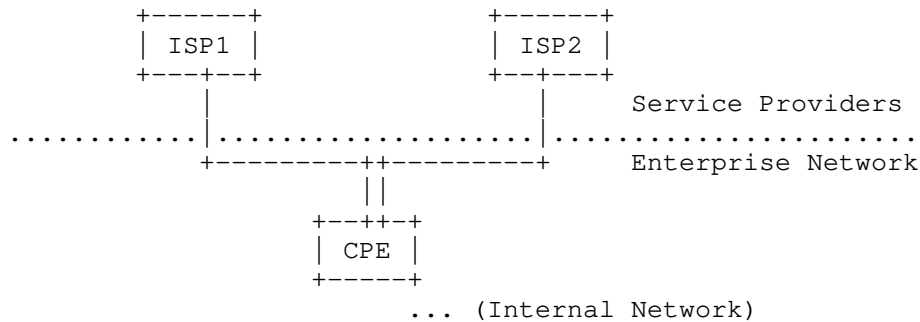 ISP1 ISP2
Service Providers
Enterprise Network
CPE
... (Internal Network)